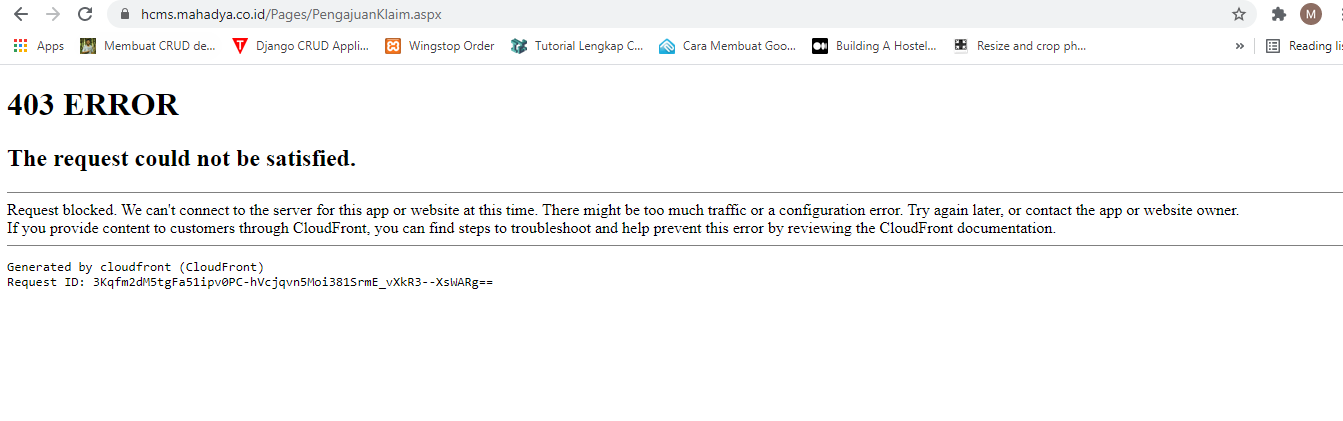 hcms.mahadya.co.id/Pages/PengajuanKlaim.aspx
M
Apps
Membuat CRUD de...
Django CRUD Appli...
Wingstop Order
Tutorial Lengkap C...
Cara Membuat Goo...
Building A Hostel...
Resize and crop ph...
»
Reading li
403 ERROR
The request could not be satisfied.
Request blocked. We can't connect to the server for this app or website at this time. There might be too much traffic or a configuration error. Try again later, or contact the app or website owner.
If you provide content to customers through CloudFront, you can find steps to troubleshoot and help prevent this error by reviewing the CloudFront documentation.
Generated by cloudfront (CloudFront)
Request ID: 3Kqfm2dM5tgFa51ipv0PC-hVcjqvn5Moi381SrmE_vXkR3--XsWARg==